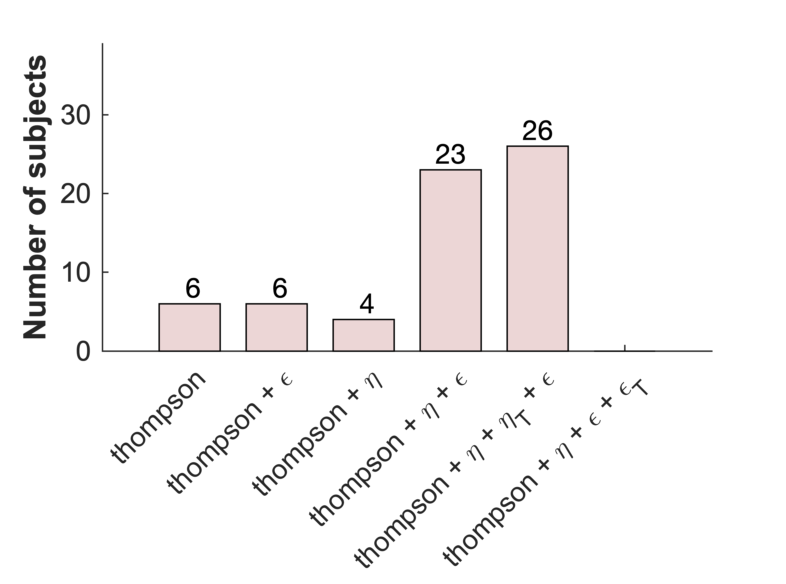 Number of subjects
30
20
10
0
6
6
4
23
26
thompson
thompson + ϵ
thompson + η
thompson + η + ϵ
thompson + η + η_T + ϵ
thompson + η + ϵ + ϵ_T